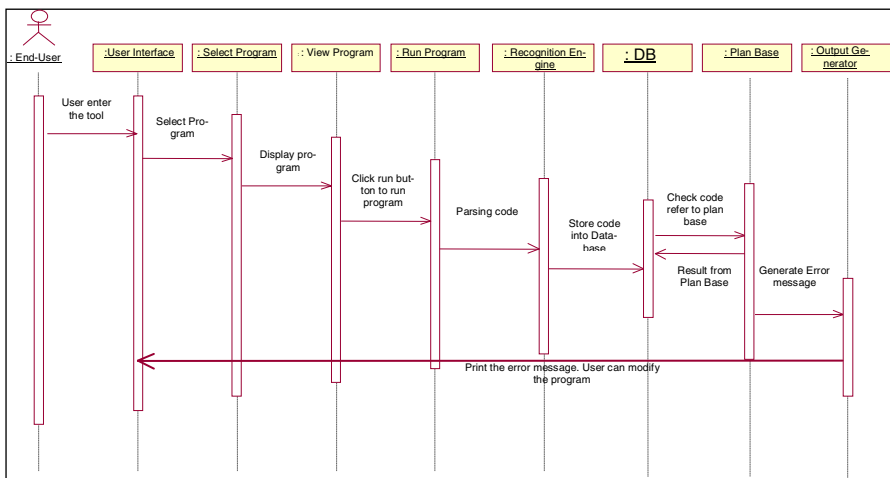 : End-User
:User Interface
: Select Program
: View Program
: Run Program
: Recognition En-
gine
: DB
: Plan Base
: Output Ge-
nerator
User enter
the tool
Select Pro-
gram
Display pro-
gram
Click run but-
ton to run
program
Parsing code
Store code
into Data-
base
Check code
refer to plan
base
Result from
Plan Base
Generate Error
message
Print the error message. User can modify
the program